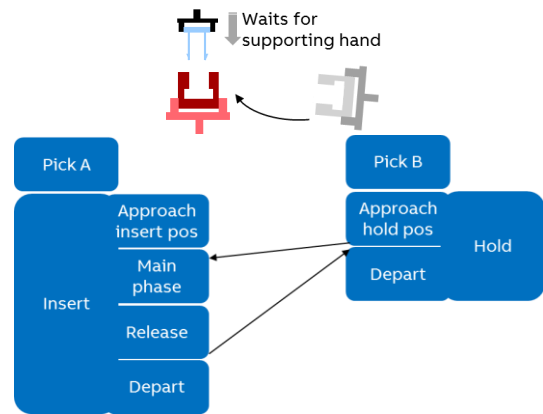 Waits for
supporting hand
Pick A
Approach
insert pos
Main
phase
Insert
Release
Depart
Pick B
Approach
hold pos
Hold
Depart